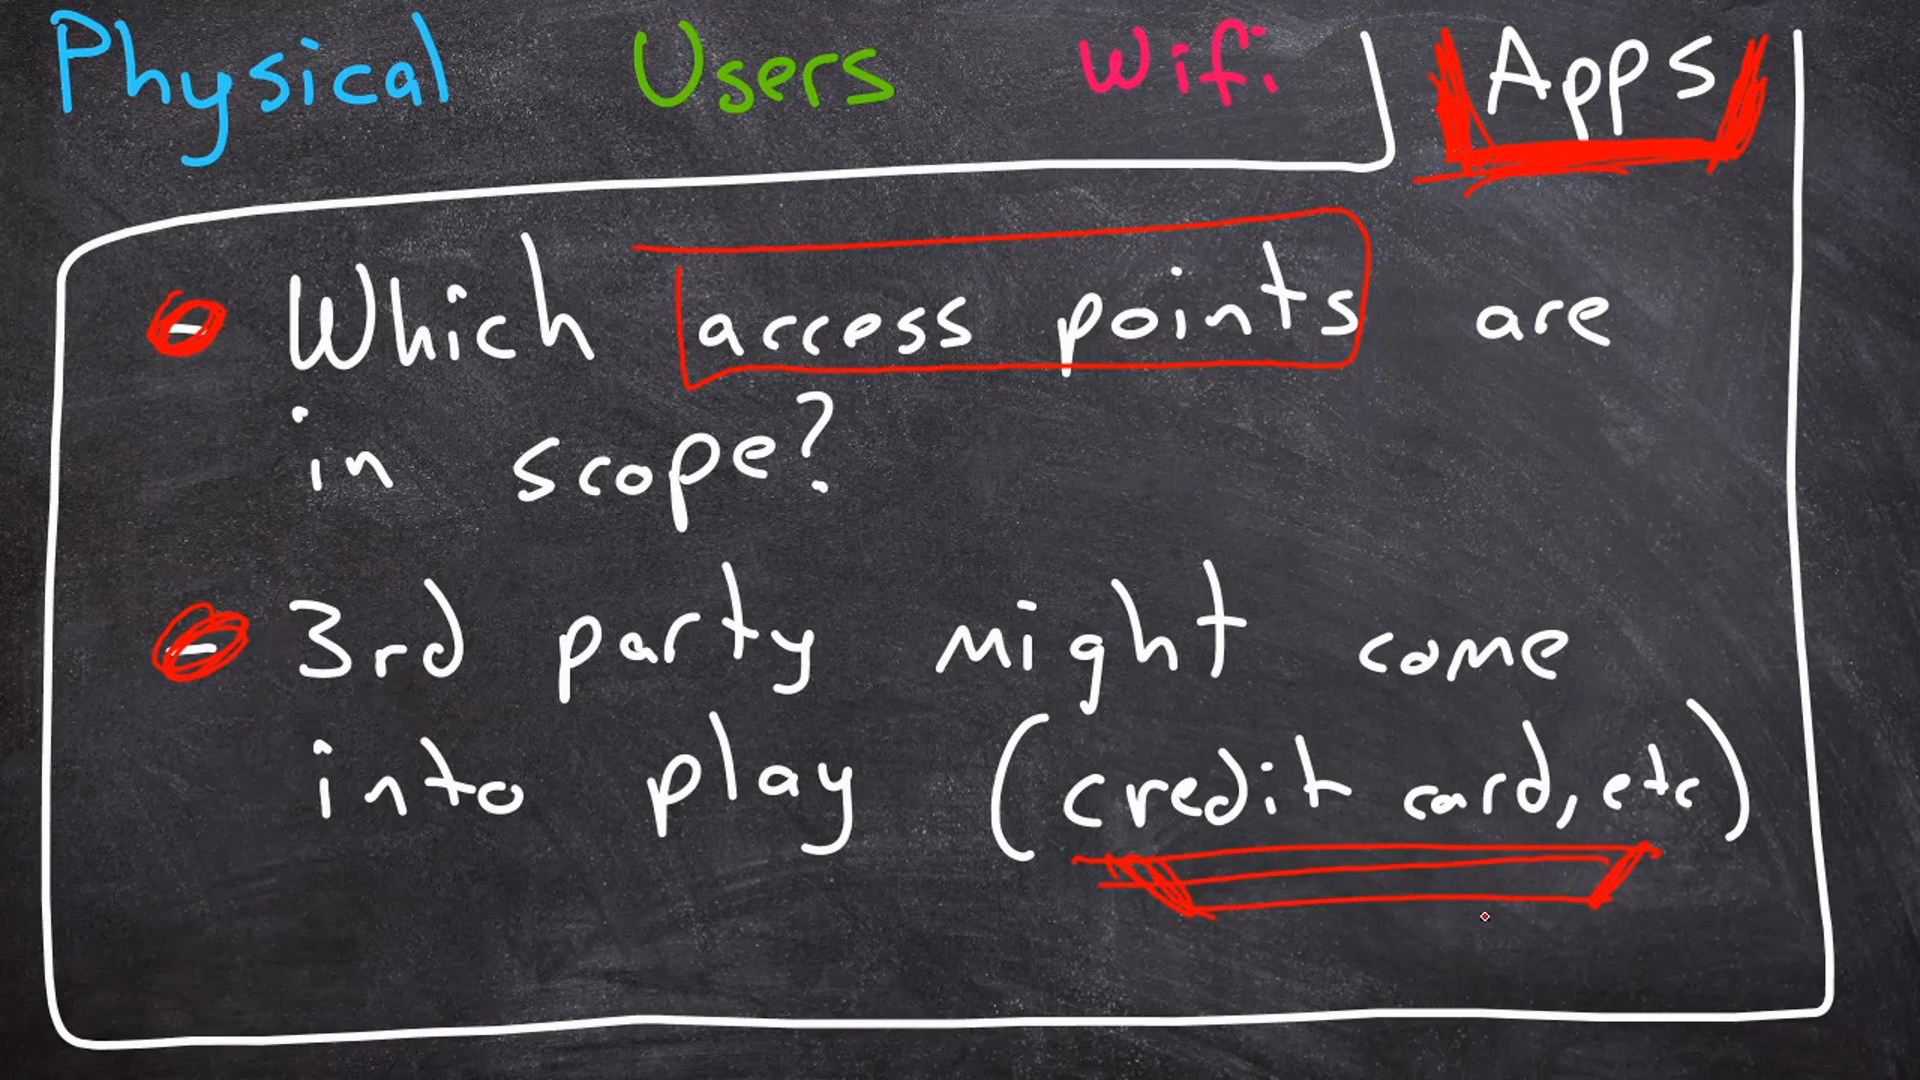 Physical Users Wifi Apps
- Which access points are
in scope?
- 3rd party might come
into play (credit card, etc)